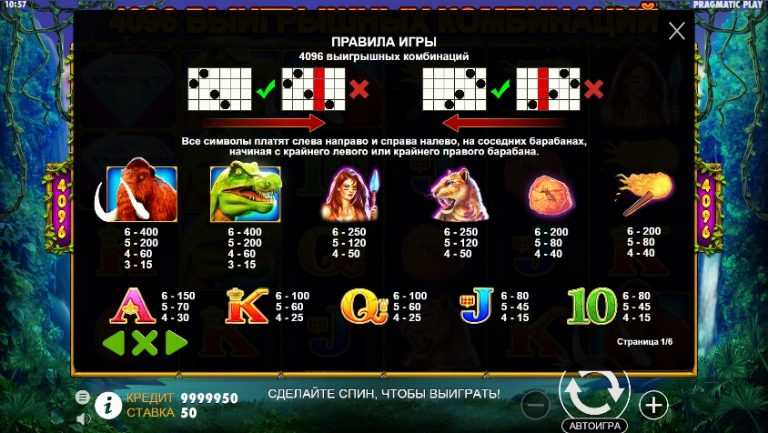 10:57
PRAGMATIC PLAY
4096 ВЫИГРЫШНЫХ КОМБИНАЦИЙ
ПРАВИЛА ИГРЫ
4096 выигрышных комбинаций
Все символы платят слева направо и справа налево, на соседних барабанах,
начиная с крайнего левого или крайнего правого барабана.
4096
4096
6 - 400
5 - 200
4 - 60
3 - 15
6 - 400
5 - 200
4 - 60
3 - 15
6 - 250
5 - 120
4 - 50
6 - 250
5 - 120
4 - 50
6 - 200
5 - 80
4 - 40
6 - 200
5 - 80
4 - 40
A
6 - 150
5 - 70
4 - 30
K
6 - 100
5 - 60
4 - 25
Q
6 - 100
5 - 60
4 - 25
J
6 - 80
5 - 45
4 - 15
10
6 - 80
5 - 45
4 - 15
Страница 1/6
КРЕДИТ 9999950
СТАВКА 50
СДЕЛАЙТЕ СПИН, ЧТОБЫ ВЫИГРАТЬ!
АВТОИГРА